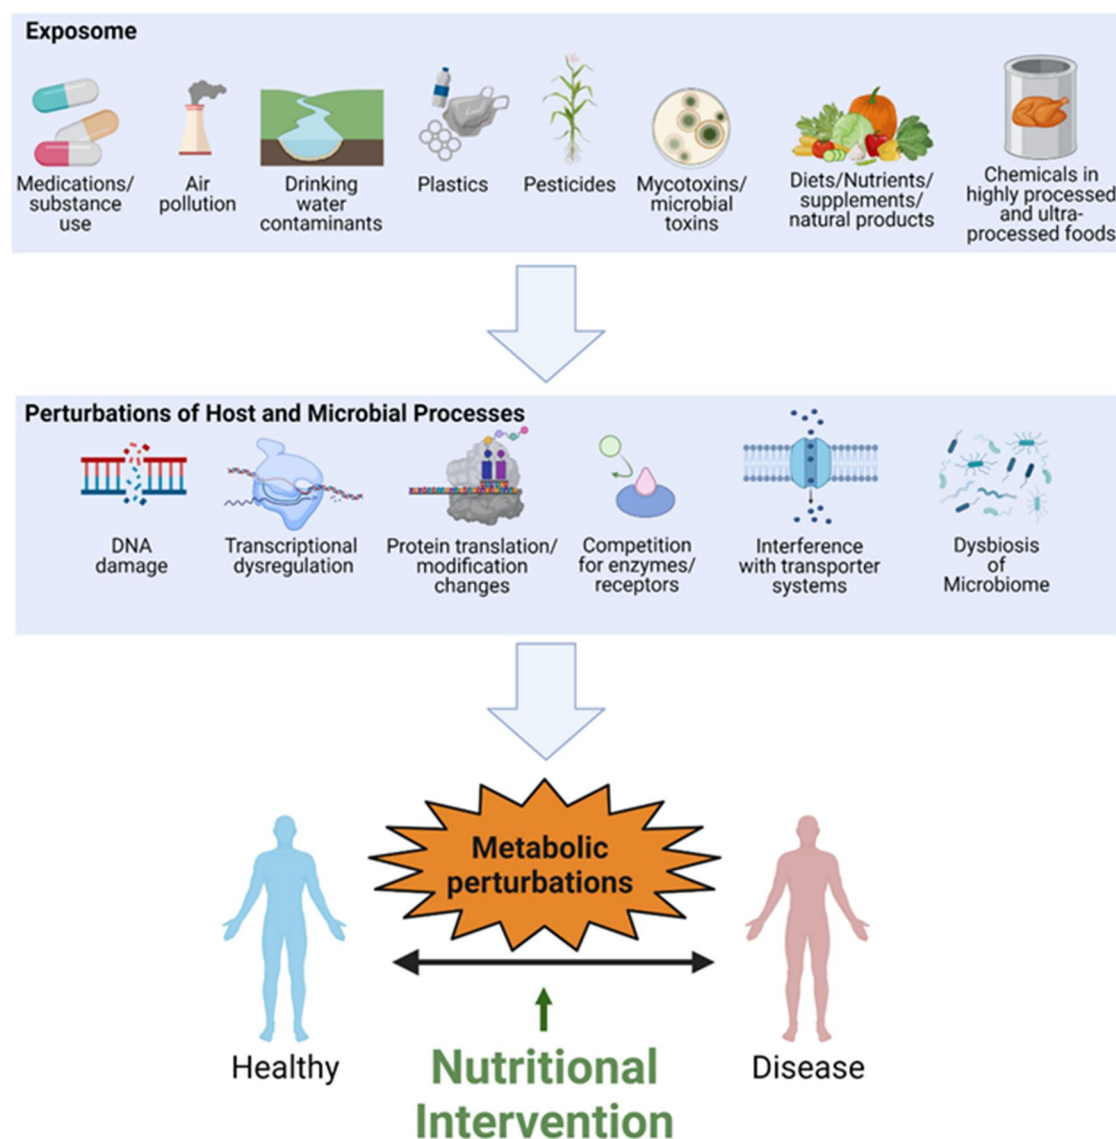 Exposome
Medications/
substance
use
Air
pollution
Drinking
water
contaminants
Plastics
Pesticides
Mycotoxins/
microbial
toxins
Diets/Nutrients/
supplements/
natural products
Chemicals in
highly processed
and ultra-
processed foods
Perturbations of Host and Microbial Processes
DNA
damage
Transcriptional
dysregulation
Protein translation/
modification
changes
Competition
for enzymes/
receptors
Interference
with transporter
systems
Dysbiosis
of
Microbiome
Metabolic
perturbations
Healthy
Disease
Nutritional
Intervention